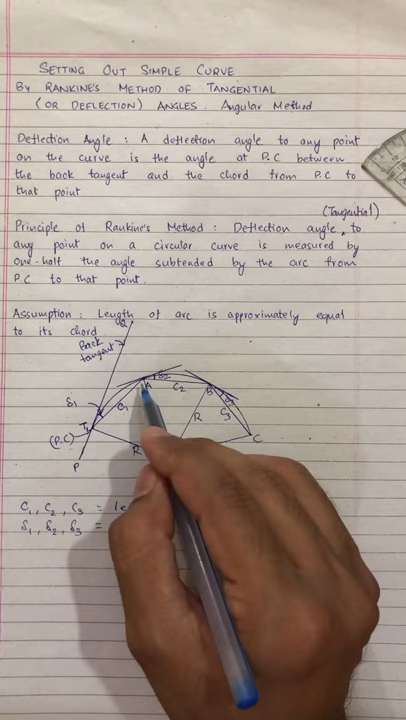 SETTING OUT SIMPLE CURVE
BY RANKINE'S METHOD OF TANGENTIAL
(OR DEFLECTION) ANGLES. Angular Method
Deflection Angle : A deflection angle to any point
on the curve is the angle at P.C between
the back tangent and the chord from P.C to
that point
(Tangential)
Principle of Rankine's Method : Deflection angle to
any point on a circular curve is measured by
one-half the angle subtended by the arc from
P.C to that point.
Assumption : Length of arc is approximately equal
to its chord
Back
tangent
δ1
C1
A
δ2
C2
B
δ3
C3
T1
(P.C)
R
R
C
P
C1, C2, C3 = le
δ1, δ2, δ3 =